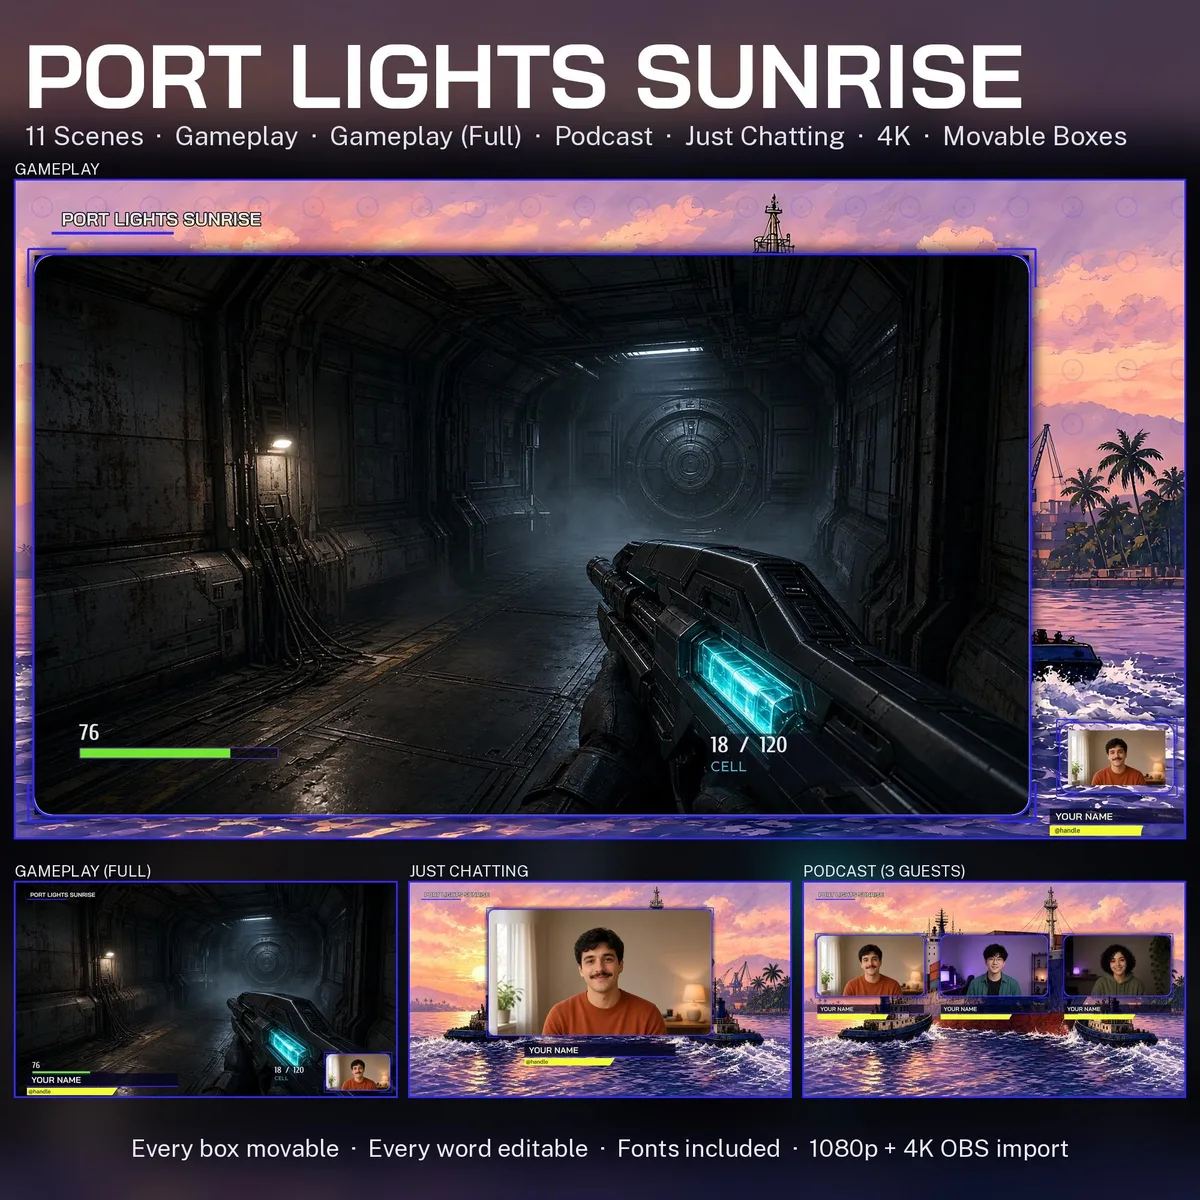 PORT LIGHTS SUNRISE
11 Scenes · Gameplay · Gameplay (Full) · Podcast · Just Chatting · 4K · Movable Boxes
GAMEPLAY
PORT LIGHTS SUNRISE
76
18 / 120
CELL
YOUR NAME
@handle
GAMEPLAY (FULL)
PORT LIGHTS SUNRISE
76
18 / 120
CELL
YOUR NAME
@handle
JUST CHATTING
PORT LIGHTS SUNRISE
YOUR NAME
@handle
PODCAST (3 GUESTS)
PORT LIGHTS SUNRISE
YOUR NAME
YOUR NAME
YOUR NAME
Every box movable · Every word editable · Fonts included · 1080p + 4K OBS import